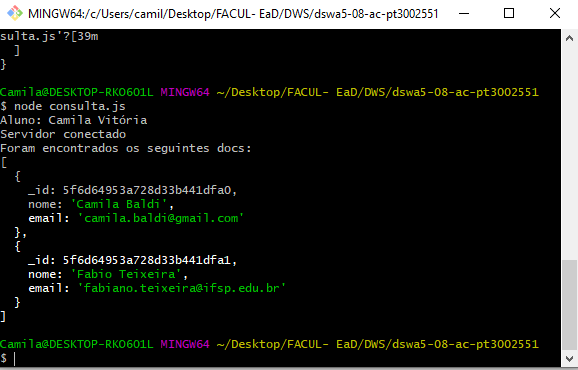 MINGW64:/c/Users/camil/Desktop/FACUL- EaD/DWS/dswa5-08-ac-pt3002551
sulta.js'?[39m
  ]
}
Camila@DESKTOP-RKO601L MINGW64 ~/Desktop/FACUL- EaD/DWS/dswa5-08-ac-pt3002551
$ node consulta.js
Aluno: Camila Vitória
Servidor conectado
Foram encontrados os seguintes docs:
[
  {
    _id: 5f6d64953a728d33b441dfa0,
    nome: 'Camila Baldi',
    email: 'camila.baldi@gmail.com'
  },
  {
    _id: 5f6d64953a728d33b441dfa1,
    nome: 'Fabio Teixeira',
    email: 'fabiano.teixeira@ifsp.edu.br'
  }
]
Camila@DESKTOP-RKO601L MINGW64 ~/Desktop/FACUL- EaD/DWS/dswa5-08-ac-pt3002551
$